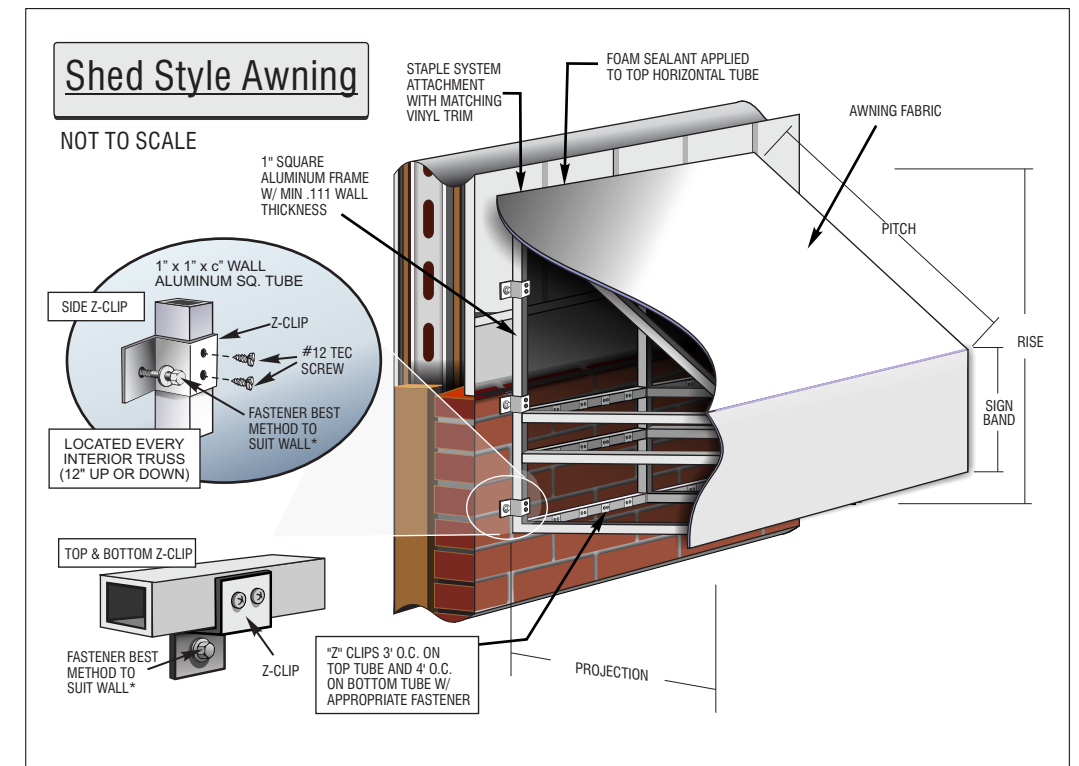 Shed Style Awning
NOT TO SCALE
STAPLE SYSTEM
ATTACHMENT
WITH MATCHING
VINYL TRIM
FOAM SEALANT APPLIED
TO TOP HORIZONTAL TUBE
AWNING FABRIC
1" SQUARE
ALUMINUM FRAME
W/ MIN .111 WALL
THICKNESS
PITCH
RISE
SIGN
BAND
1" x 1" x c" WALL
ALUMINUM SQ. TUBE
SIDE Z-CLIP
Z-CLIP
#12 TEC
SCREW
FASTENER BEST
METHOD TO
SUIT WALL*
LOCATED EVERY
INTERIOR TRUSS
(12" UP OR DOWN)
TOP & BOTTOM Z-CLIP
FASTENER BEST
METHOD TO
SUIT WALL*
Z-CLIP
"Z" CLIPS 3' O.C. ON
TOP TUBE AND 4' O.C.
ON BOTTOM TUBE W/
APPROPRIATE FASTENER
PROJECTION